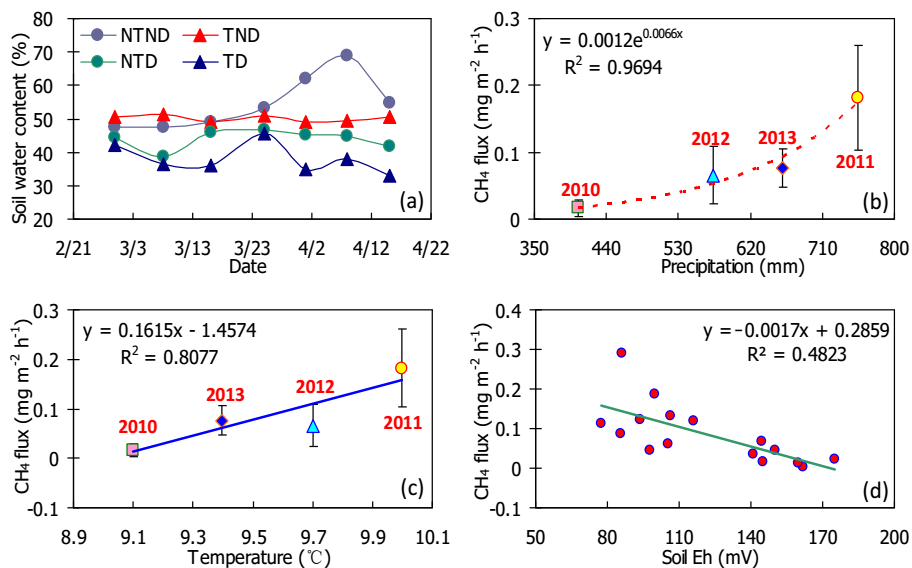 80
70
60
50
40
30
20
Soil water content (%)
NTND
TND
NTD
TD
(a)
2/21
3/3
3/13
3/23
4/2
4/12
4/22
Date
0.3
0.2
0.1
0
CH₄ flux (mg m⁻² h⁻¹)
y = 0.0012e^0.0066x
R² = 0.9694
2010
2012
2013
2011
(b)
350
440
530
620
710
800
Precipitation (mm)
0.3
0.2
0.1
0
-0.1
CH₄ flux (mg m⁻² h⁻¹)
y = 0.1615x - 1.4574
R² = 0.8077
2010
2013
2012
2011
(c)
8.9
9.1
9.3
9.5
9.7
9.9
10.1
Temperature (℃)
0.4
0.3
0.2
0.1
0
-0.1
CH₄ flux (mg m⁻² h⁻¹)
y =−0.0017x + 0.2859
R² = 0.4823
(d)
50
80
110
140
170
200
Soil Eh (mV)